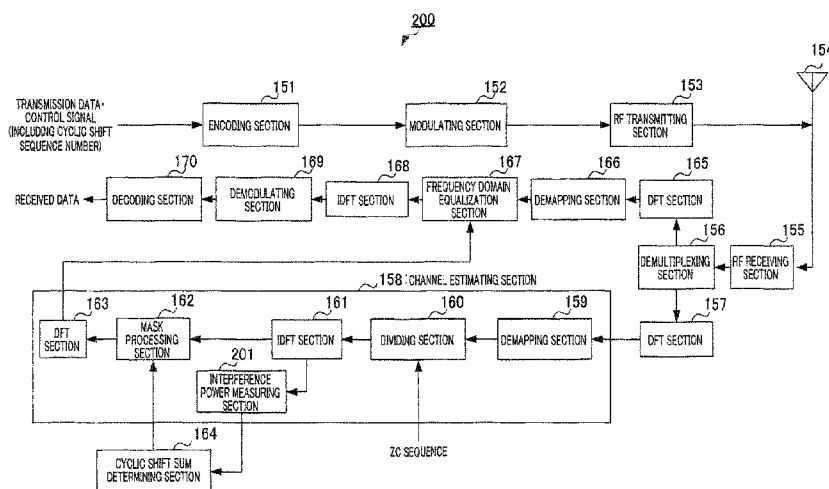 200
154
TRANSMISSION DATA·
CONTROL SIGNAL
(INCLUDING CYCLIC SHIFT
SEQUENCE NUMBER)
151
ENCODING SECTION
152
MODULATING SECTION
153
RF TRANSMITTING
SECTION
RECEIVED DATA
170
DECODING SECTION
169
DEMODULATING
SECTION
168
IDFT SECTION
167
FREQUENCY DOMAIN
EQUALIZATION
SECTION
166
DEMAPPING SECTION
165
DFT SECTION
156
DEMULTIPLEXING
SECTION
155
RF RECEIVING
SECTION
158:CHANNEL ESTIMATING SECTION
163
DFT
SECTION
162
MASK
PROCESSING
SECTION
161
IDFT SECTION
160
DIVIDING SECTION
159
DEMAPPING SECTION
157
DFT SECTION
201
INTERFERENCE
POWER MEASURING
SECTION
164
CYCLIC SHIFT SUM
DETERMINING SECTION
ZC SEQUENCE